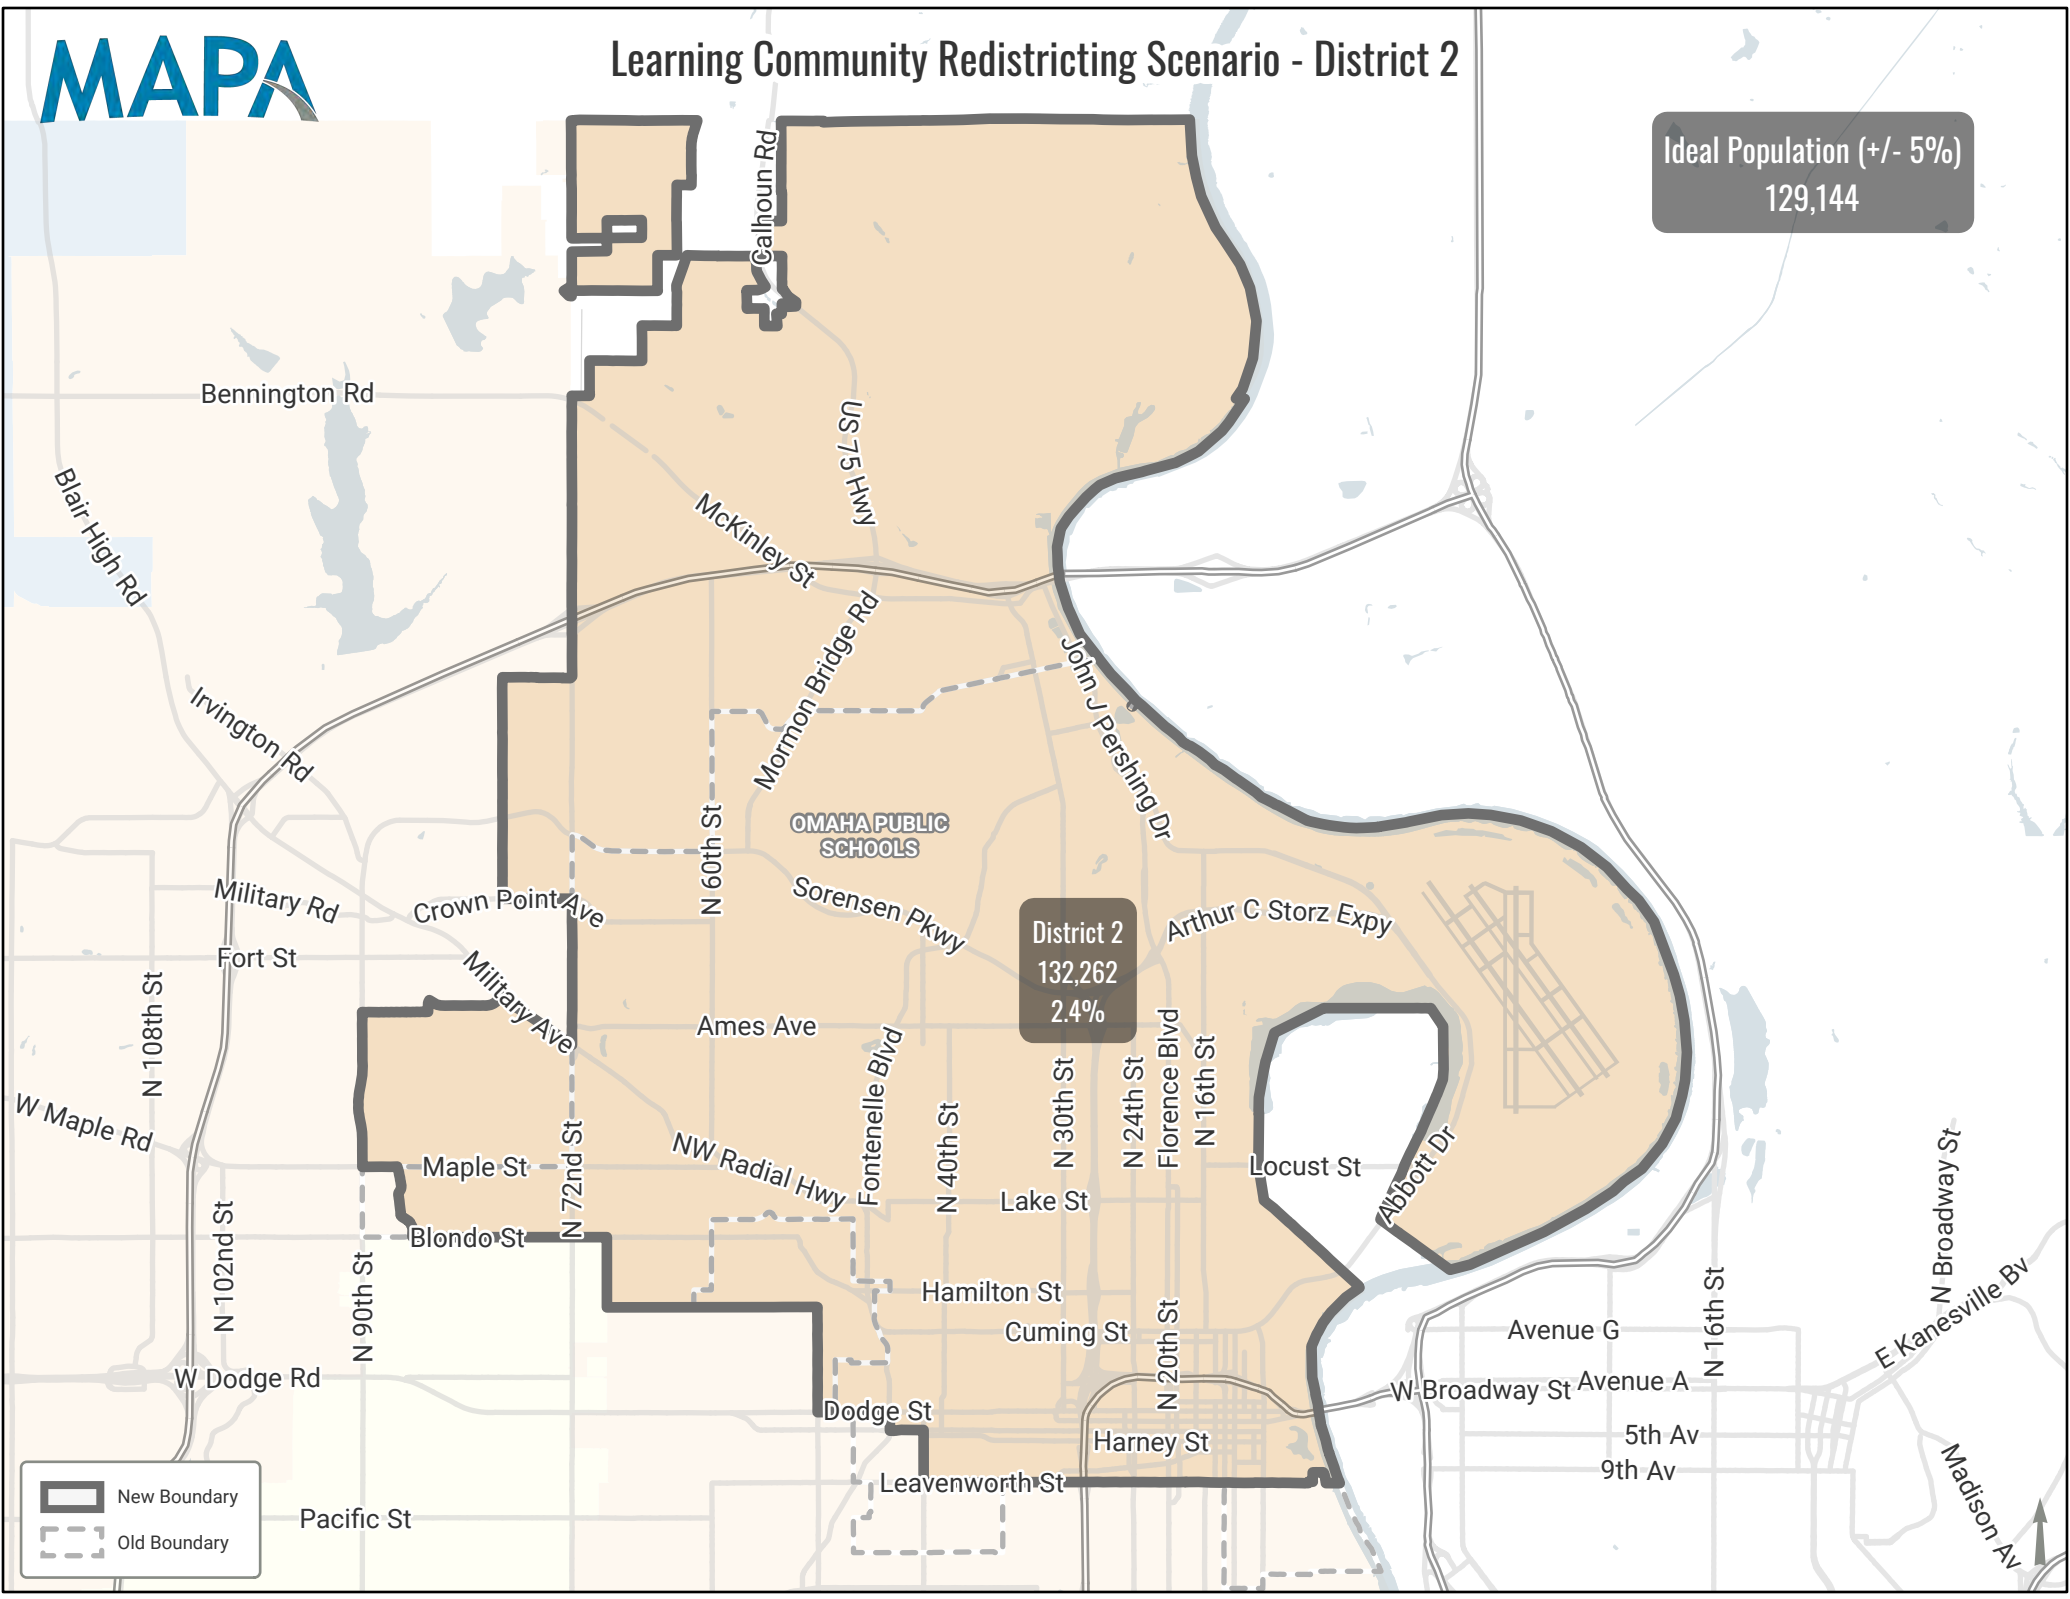 MAPA
Learning Community Redistricting Scenario - District 2
Ideal Population (+/- 5%)
129,144
Calhoun Rd
Bennington Rd
US 75 Hwy
Blair High Rd
McKinley St
Mormon Bridge Rd
John J Pershing Dr
Irvington Rd
OMAHA PUBLIC
SCHOOLS
N 60th St
Military Rd
Crown Point Ave
Sorensen Pkwy
Arthur C Storz Expy
District 2
132,262
2.4%
Fort St
Military Ave
N 108th St
Ames Ave
Fontenelle Blvd
N 40th St
N 30th St
N 24th St
Florence Blvd
N 16th St
W Maple Rd
Maple St
N 72nd St
NW Radial Hwy
Locust St
Abbott Dr
Lake St
Blondo St
N 102nd St
N 90th St
Hamilton St
Cuming St
N 20th St
Avenue G
N 16th St
N Broadway St
E Kanesville Bv
W Dodge Rd
W Broadway St
Avenue A
Dodge St
Harney St
5th Av
9th Av
Leavenworth St
Madison Av
New Boundary
Old Boundary
Pacific St